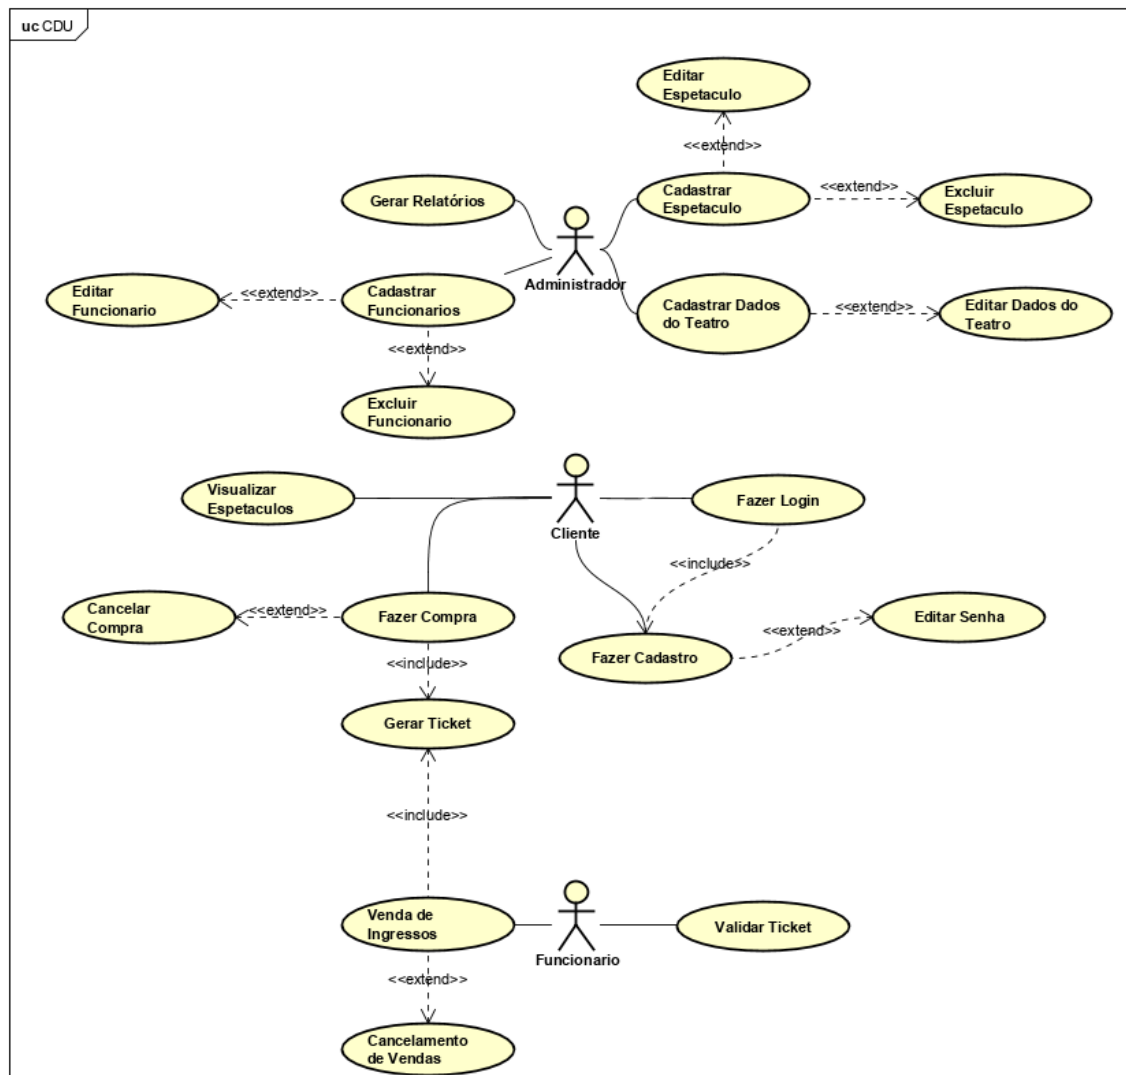 uc CDU
Editar
Espetaculo
<<extend>>
Gerar Relatórios
Cadastrar
Espetaculo
<<extend>>
Excluir
Espetaculo
Administrador
Editar
Funcionario
<<extend>>
Cadastrar
Funcionarios
Cadastrar Dados
do Teatro
<<extend>>
Editar Dados do
Teatro
<<extend>>
Excluir
Funcionario
Visualizar
Espetaculos
Cliente
Fazer Login
<<include>>
Cancelar
Compra
<<extend>>
Fazer Compra
<<extend>>
Editar Senha
Fazer Cadastro
<<include>>
Gerar Ticket
<<include>>
Venda de
Ingressos
Funcionario
Validar Ticket
<<extend>>
Cancelamento
de Vendas